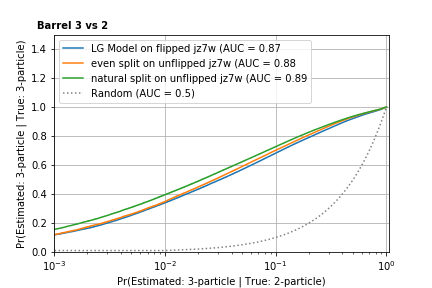 Barrel 3 vs 2
Pr(Estimated: 3-particle | True: 3-particle)
1.4
1.2
1.0
0.8
0.6
0.4
0.2
0.0
LG Model on flipped jz7w (AUC = 0.87
even split on unflipped jz7w (AUC = 0.88
natural split on unflipped jz7w (AUC = 0.89
Random (AUC = 0.5)
10⁻³ 10⁻² 10⁻¹ 10⁰
Pr(Estimated: 3-particle | True: 2-particle)